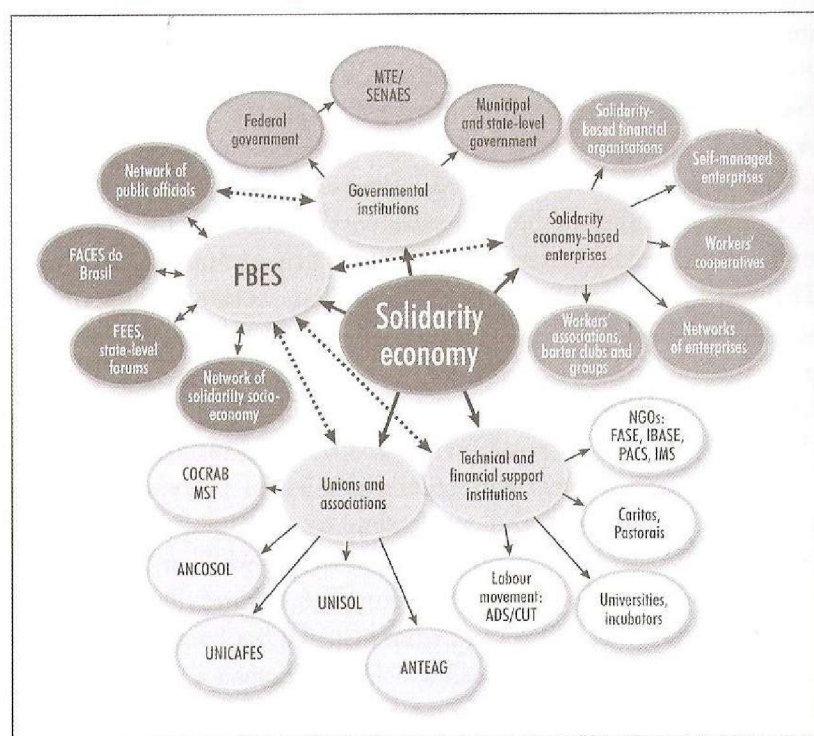 MTE/
SENAES
Federal
government
Municipal
and state-level
government
Solidarity-
based financial
organisations
Network of
public officials
Governmental
institutions
Self-managed
enterprises
Solidarity
economy-based
enterprises
FACES do
Brasil
FBES
Workers'
cooperatives
Solidarity
economy
FEES,
state-level
forums
Workers'
associations,
barter clubs and
groups
Networks
of enterprises
Network of
solidariity socio-
economy
NGOs:
FASE, IBASE,
PACS, IMS
COCRAB
MST
Unions and
associations
Technical and
financial support
institutions
Caritas,
Pastorais
ANCOSOL
UNISOL
Labour
movement:
ADS/CUT
Universities,
incubators
UNICAFES
ANTEAG